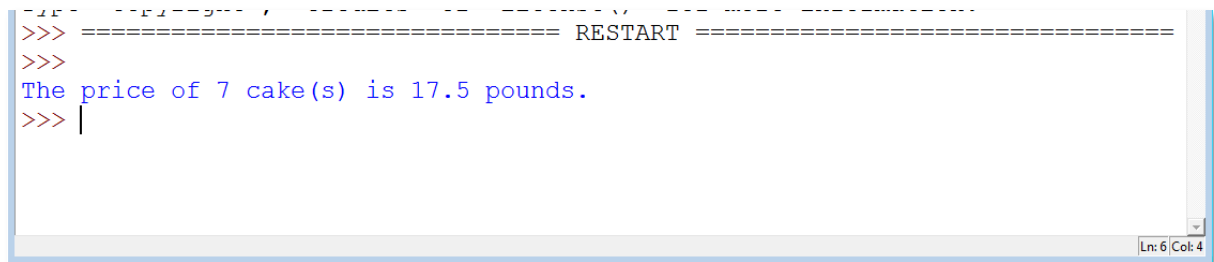 >>> ================================ RESTART ================================
>>>
The price of 7 cake(s) is 17.5 pounds.
>>>
Ln: 6 Col: 4